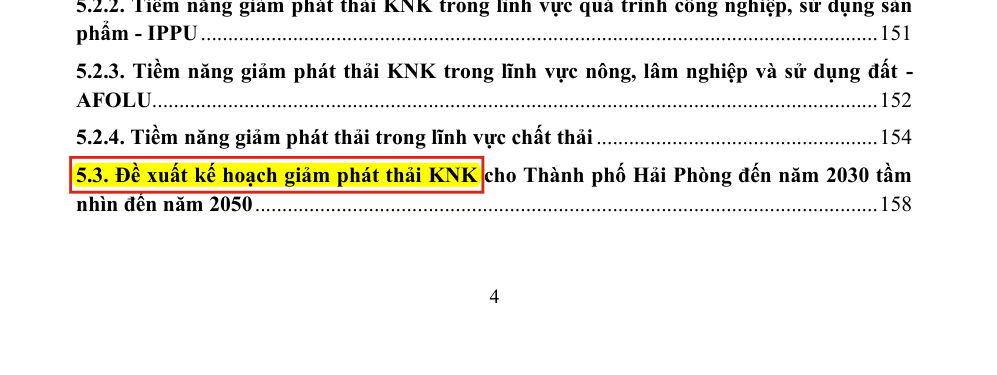 5.2.2. Tiềm năng giảm phát thải KNK trong lĩnh vực quá trình công nghiệp, sử dụng sản
phẩm - IPPU....................................................................................................................151
5.2.3. Tiềm năng giảm phát thải KNK trong lĩnh vực nông, lâm nghiệp và sử dụng đất -
AFOLU............................................................................................................................152
5.2.4. Tiềm năng giảm phát thải trong lĩnh vực chất thải...............................................154
5.3. Đề xuất kế hoạch giảm phát thải KNK cho Thành phố Hải Phòng đến năm 2030 tầm
nhìn đến năm 2050..........................................................................................................158
4